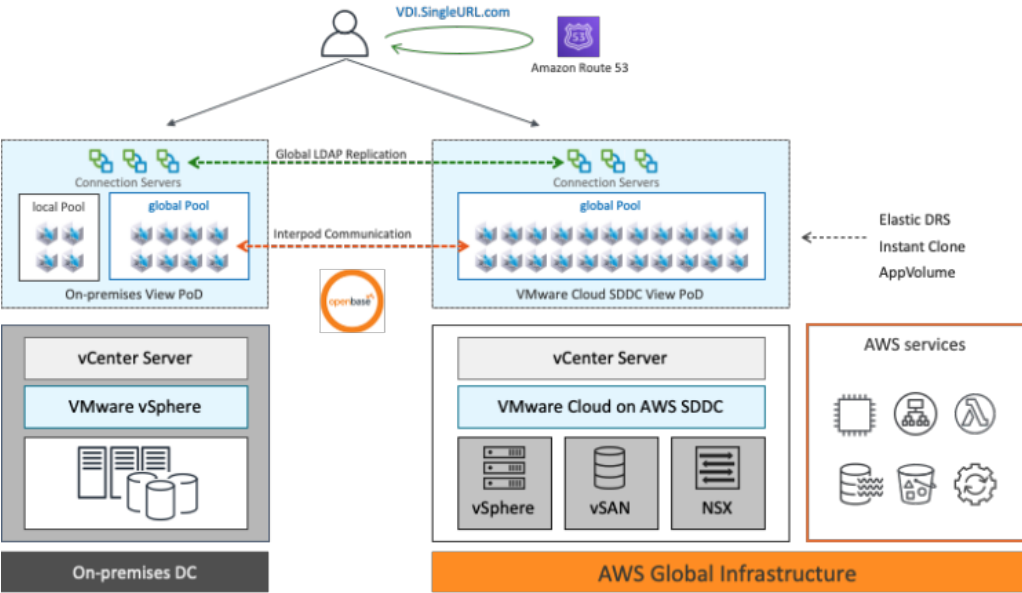 VDI.SingleURL.com
53
Amazon Route 53
Global LDAP Replication
Connection Servers
Connection Servers
local Pool
global Pool
global Pool
Interpod Communication
Elastic DRS
Instant Clone
AppVolume
On-premises View PoD
VMware Cloud SDDC View PoD
openbase
vCenter Server
VMware vSphere
vCenter Server
VMware Cloud on AWS SDDC
vSphere
vSAN
NSX
AWS services
On-premises DC
AWS Global Infrastructure